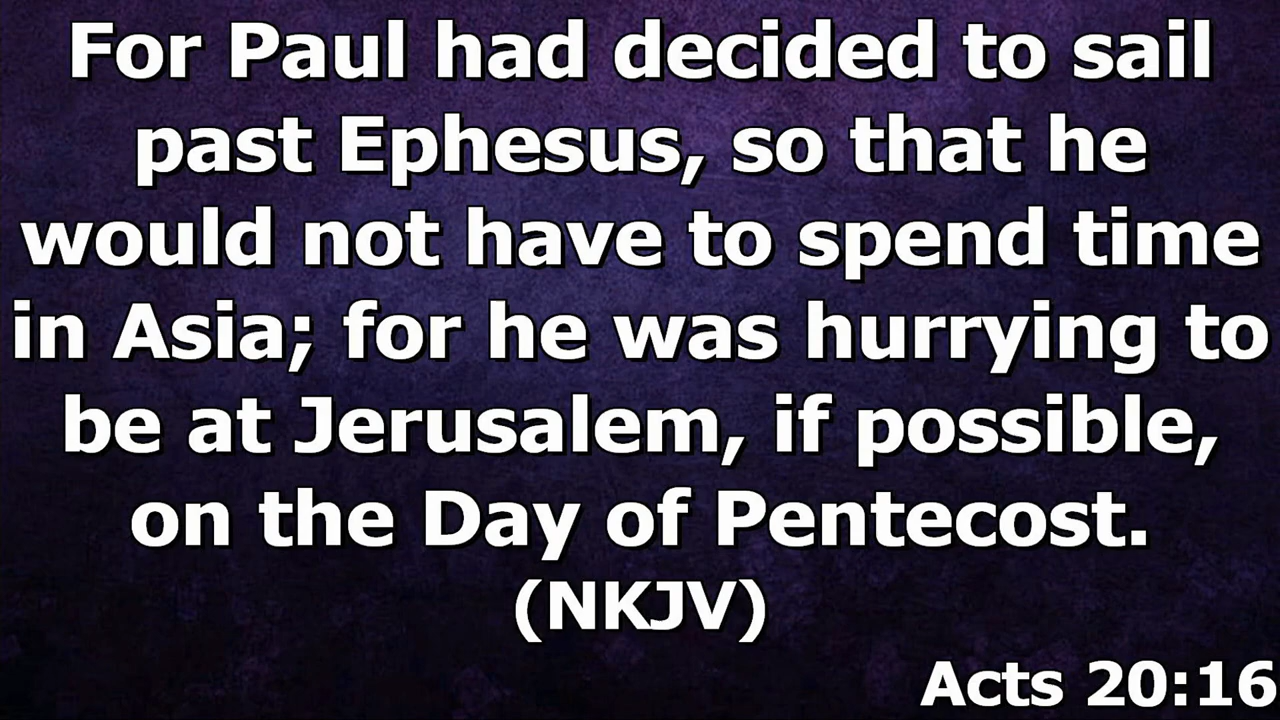 For Paul had decided to sail
past Ephesus, so that he
would not have to spend time
in Asia; for he was hurrying to
be at Jerusalem, if possible,
on the Day of Pentecost.
(NKJV)
Acts 20:16